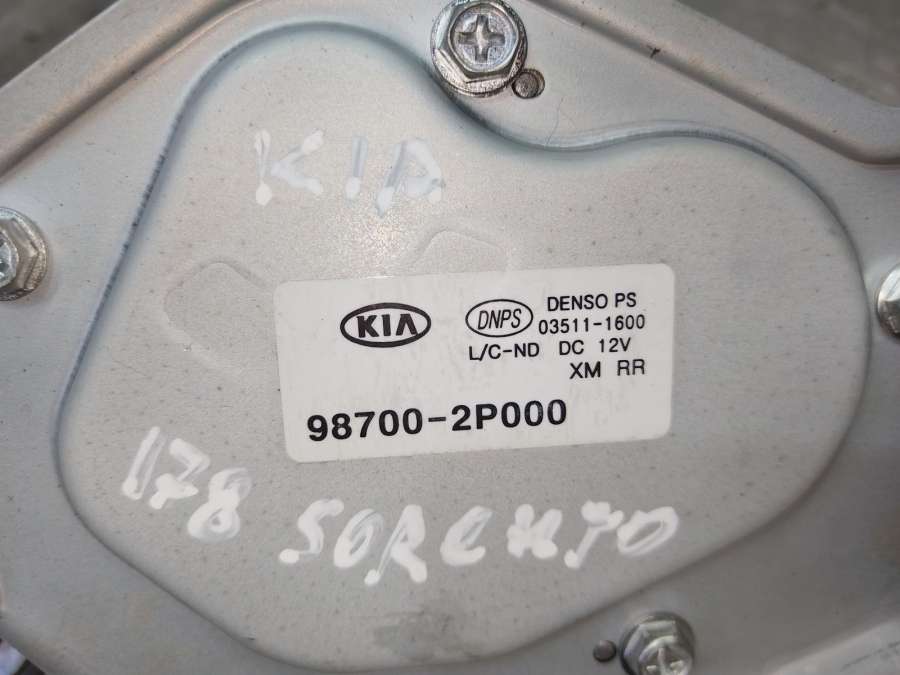 KIA
KIA DNPS DENSO PS
03511-1600
L/C-ND DC 12V
XM RR
98700-2P000
178 SORENTO